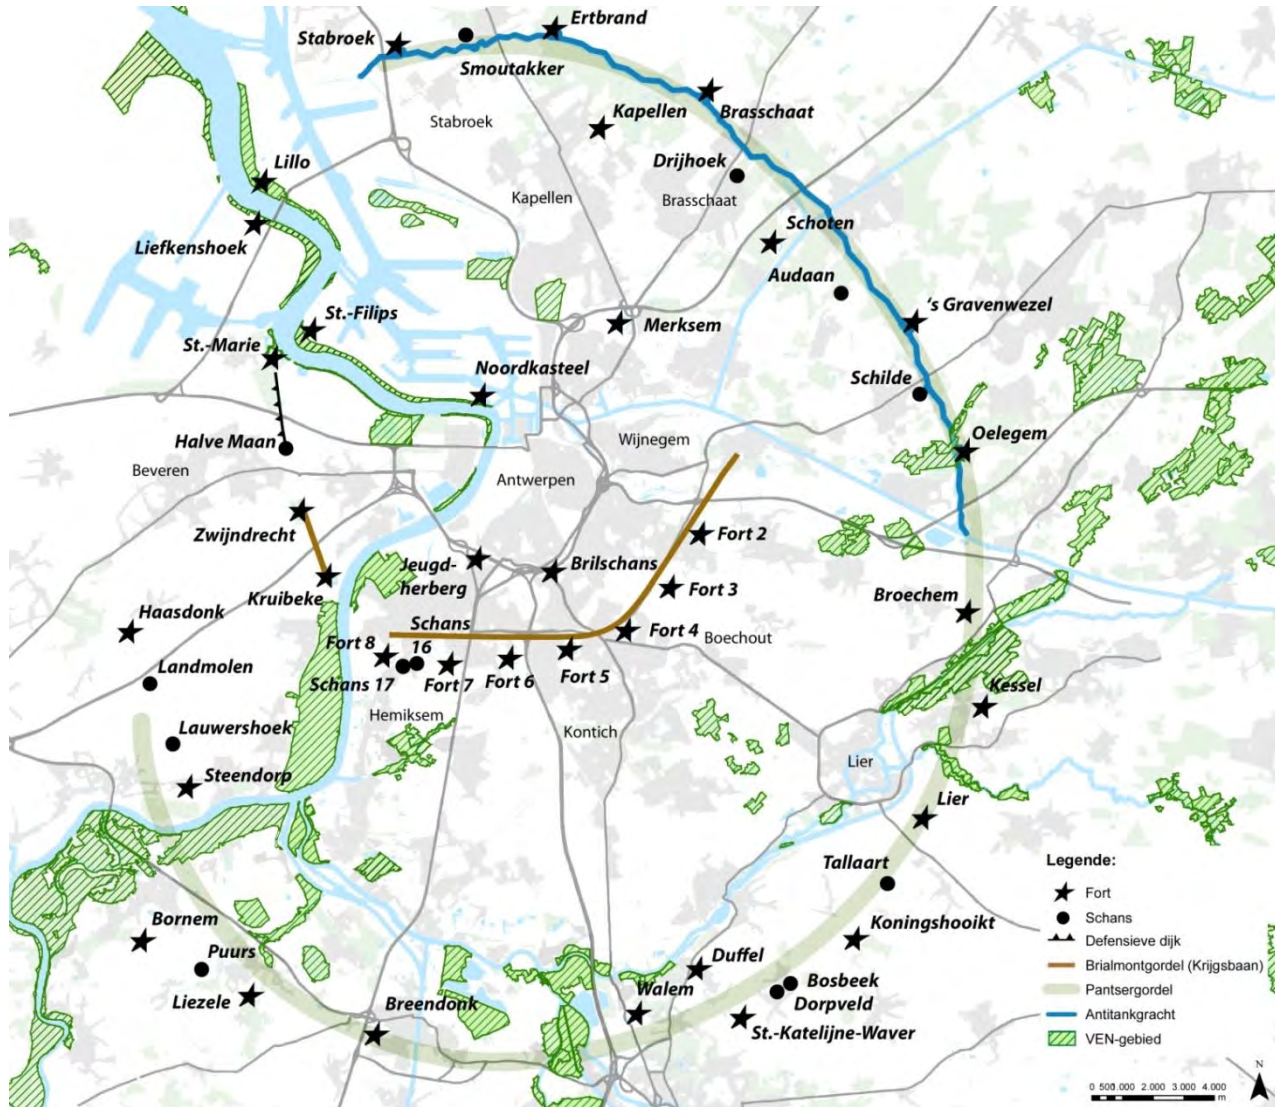 Ertbrand
Stabroek
Smoutakker
Kapellen
Brasschaat
Stabroek
Drijhoek
Lillo
Kapellen
Brasschaat
Schoten
Liefkenshoek
Audaan
's Gravenwezel
St.-Filips
Merksem
St.-Marie
Noordkasteel
Schilde
Halve Maan
Wijnegem
Oelegem
Beveren
Antwerpen
Zwijndrecht
Fort 2
Jeugd-
herberg
Brilschans
Kruibeke
Fort 3
Broechem
Haasdonk
Schans
16
Fort 4
Boechout
Fort 8
Landmolen
Schans 17
Fort 7
Fort 6
Fort 5
Kessel
Hemiksem
Lauwershoek
Kontich
Lier
Steendorp
Lier
Tallaart
Legende:
Fort
Schans
Defensieve dijk
Brialmontgordel (Krijgsbaan)
Pantsergordel
Antitankgracht
VEN-gebied
Bornem
Koningshooikt
Puurs
Duffel
Bosbeek
Liezele
Breendonk
Walem
Dorpveld
St.-Katelijne-Waver
N
0 500 1.000 2.000 3.000 4.000
m